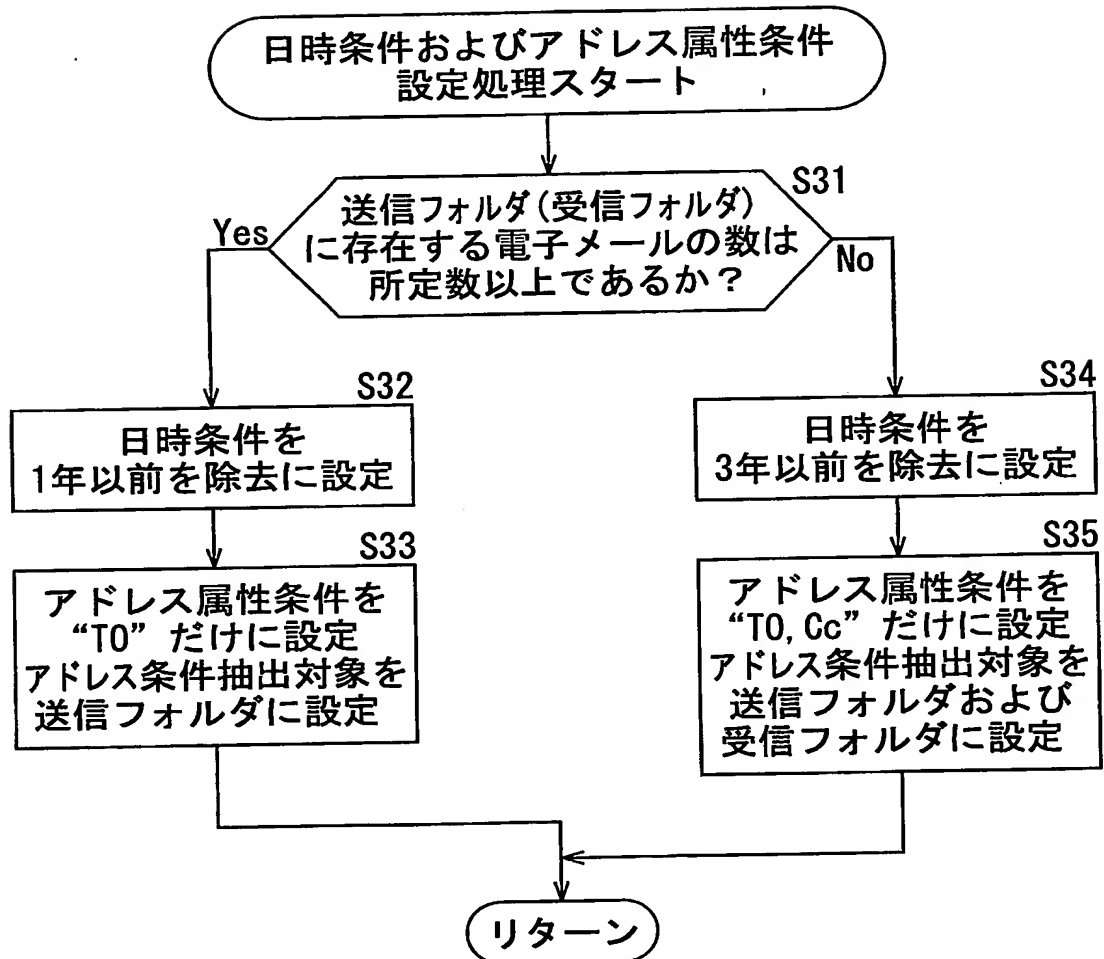 日時条件およびアドレス属性条件
設定処理スタート
S31
送信フォルダ(受信フォルダ)
に存在する電子メールの数は
所定数以上であるか?
Yes
No
S32
日時条件を
1年以前を除去に設定
S33
アドレス属性条件を
“TO”だけに設定
アドレス条件抽出対象を
送信フォルダに設定
S34
日時条件を
3年以前を除去に設定
S35
アドレス属性条件を
“TO,Cc”だけに設定
アドレス条件抽出対象を
送信フォルダおよび
受信フォルダに設定
リターン